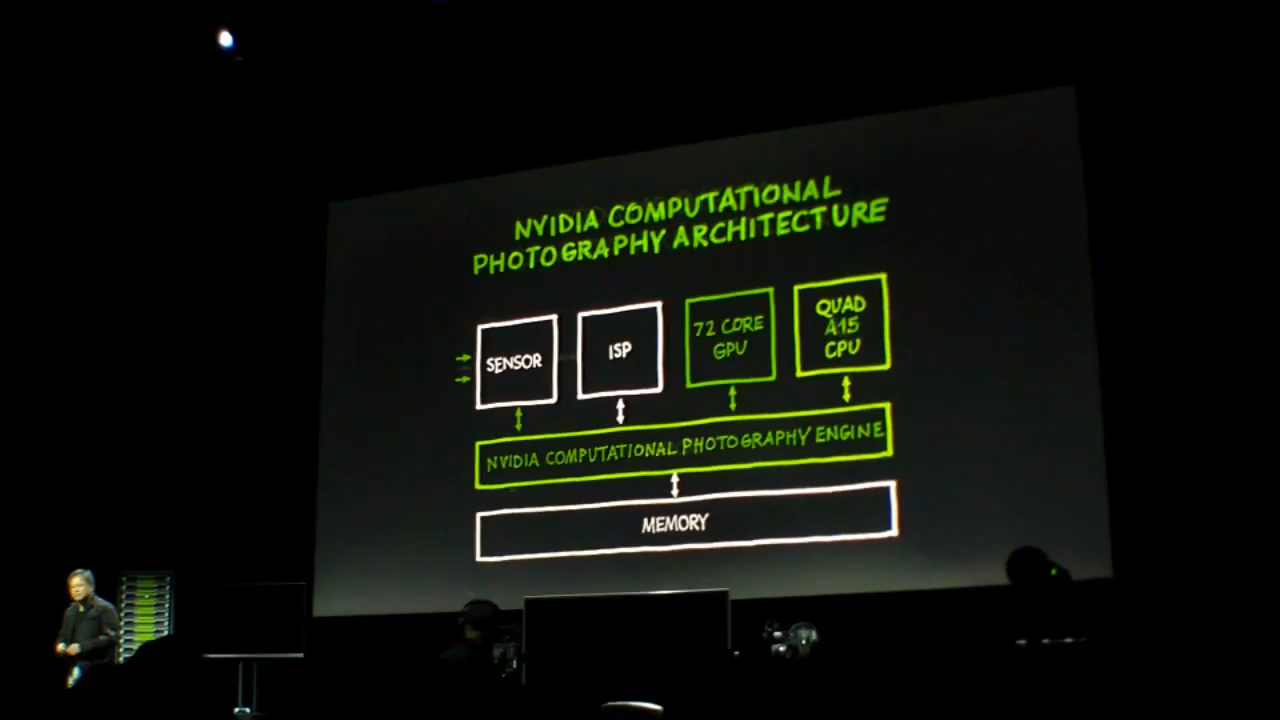 NVIDIA COMPUTATIONAL
PHOTOGRAPHY ARCHITECTURE
SENSOR
ISP
72 CORE
GPU
QUAD
A15
CPU
NVIDIA COMPUTATIONAL PHOTOGRAPHY ENGINE
MEMORY